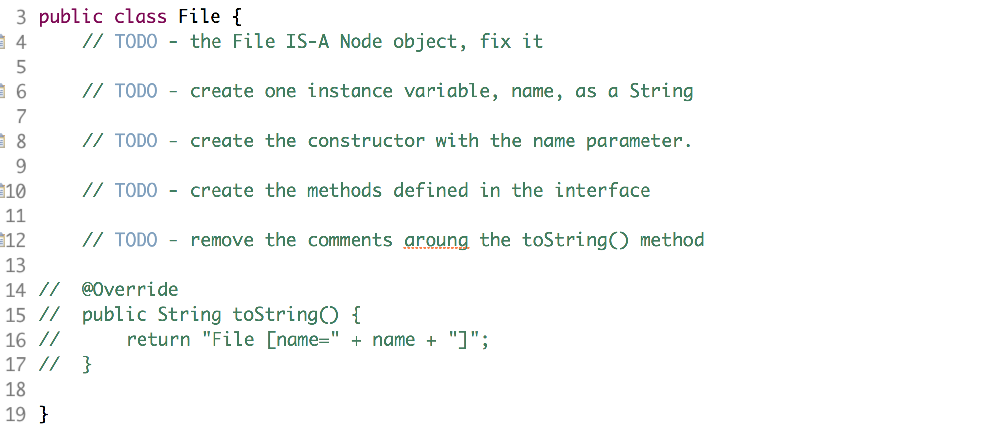 3 public class File {
4     // TODO - the File IS-A Node object, fix it
5
6     // TODO - create one instance variable, name, as a String
7
8     // TODO - create the constructor with the name parameter.
9
10     // TODO - create the methods defined in the interface
11
12     // TODO - remove the comments aroung the toString() method
13
14 //  @Override
15 //  public String toString() {
16 //      return "File [name=" + name + "]";
17 //  }
18
19 }